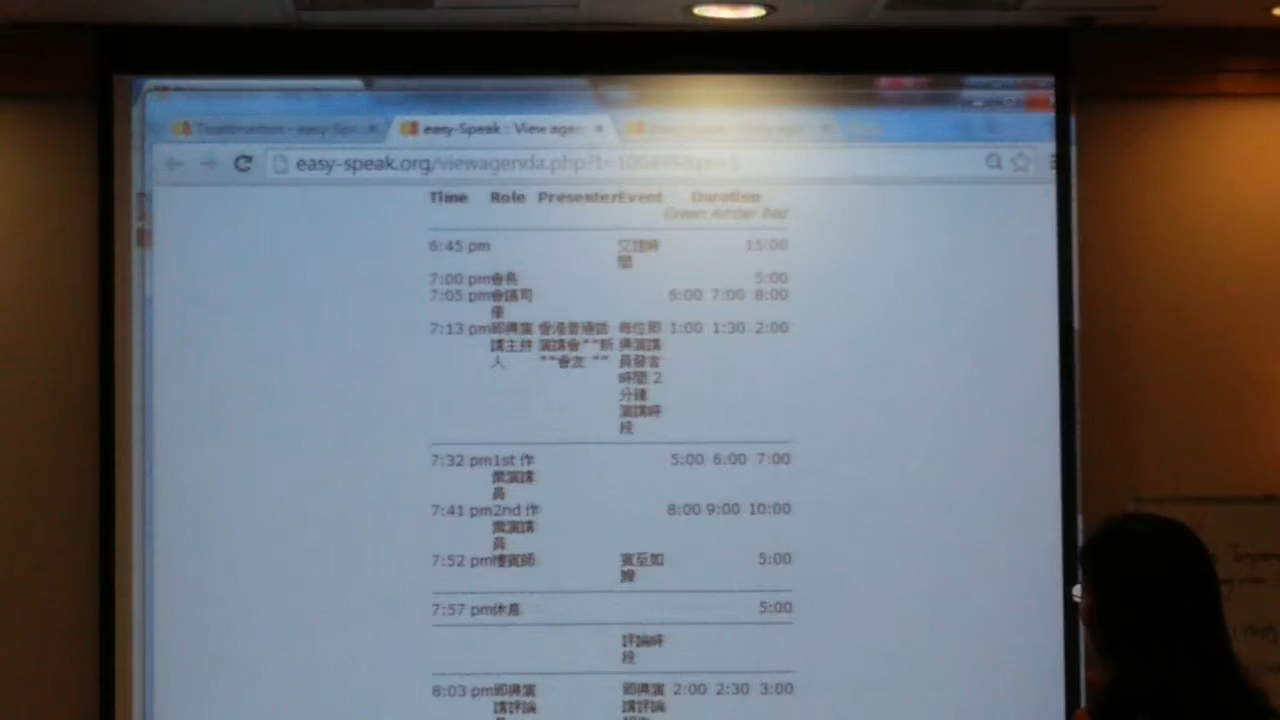 easy-Speak : View agen
easy-speak.org/viewagenda.php?t=
Time Role Presenter Event Duration
Green Amber Red
6:45 pm 交誼時 15:00
間
7:00 pm 會長 5:00
7:05 pm 會議司 6:00 7:00 8:00
7:13 pm 即興演 香港普通話 每位即 1:00 1:30 2:00
講主持 演講會**新 興演講
人 **會友 ** 員發言
時間 2
分鐘
演講時
段
7:32 pm 1st 作 5:00 6:00 7:00
業演講
員
7:41 pm 2nd 作 8:00 9:00 10:00
業演講
員
7:52 pm 禮賓師 賓至如 5:00
歸
7:57 pm 休息 5:00
評論時
段
8:03 pm 即興演 即興演 2:00 2:30 3:00
講評論 講評論